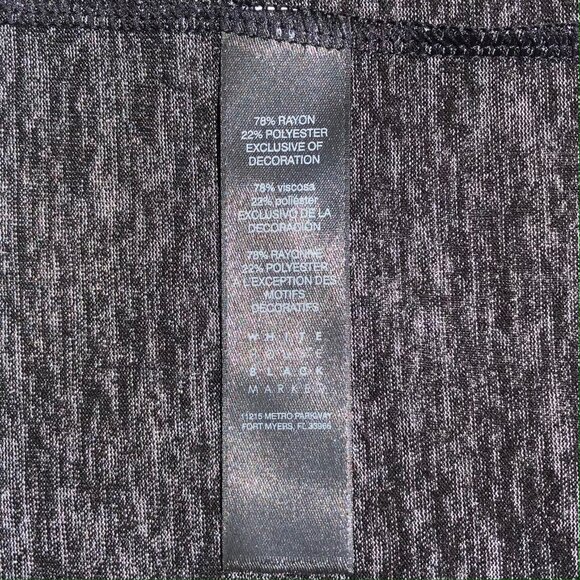 78% RAYON
22% POLYESTER
EXCLUSIVE OF
DECORATION
78% viscosa
22% poliéster
EXCLUSIVO DE LA
DECORACIÓN
78% RAYONNE
22% POLYESTER
À L'EXCEPTION DES
MOTIFS
DÉCORATIFS
WHITE
HOUSE
BLACK
MARKET
11215 METRO PARKWAY
FORT MYERS, FL 33966